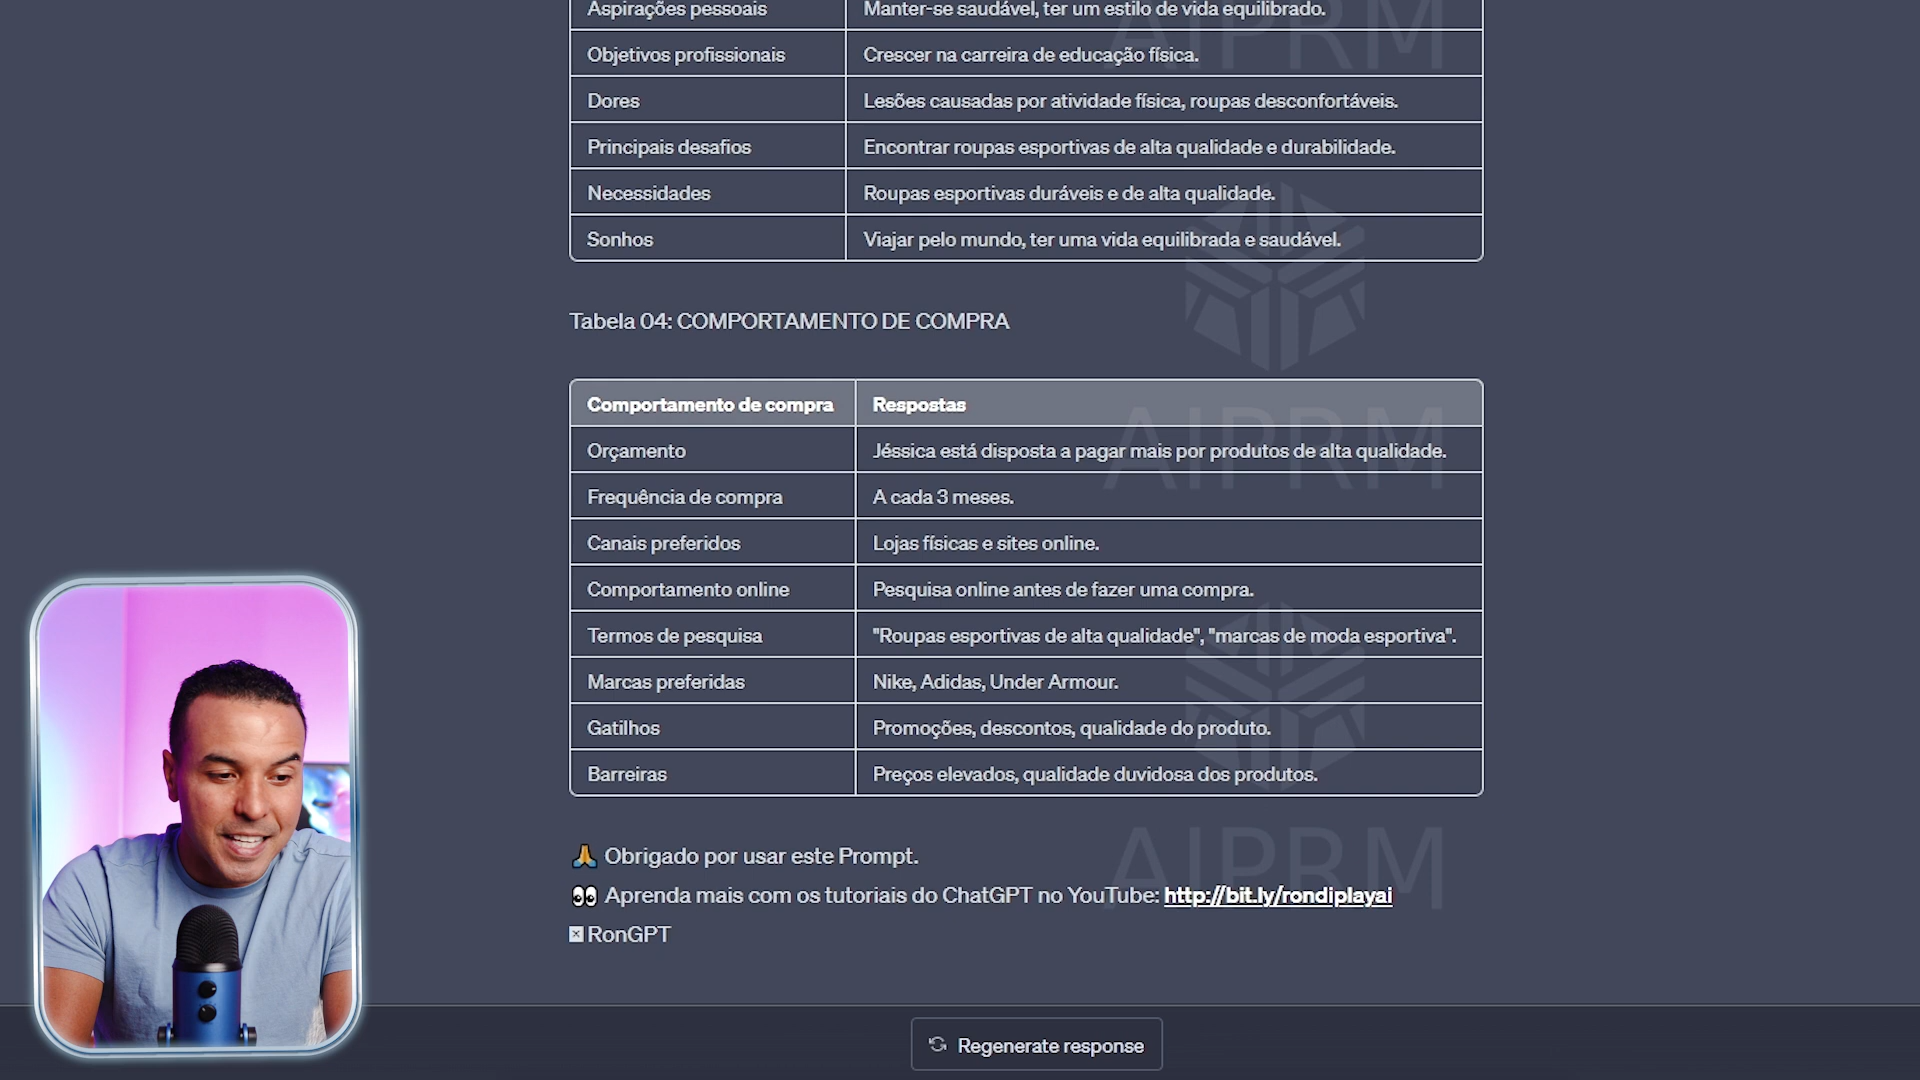 Aspirações pessoais Manter-se saudável, ter um estilo de vida equilibrado.
Objetivos profissionais Crescer na carreira de educação física.
Dores Lesões causadas por atividade física, roupas desconfortáveis.
Principais desafios Encontrar roupas esportivas de alta qualidade e durabilidade.
Necessidades Roupas esportivas duráveis e de alta qualidade.
Sonhos Viajar pelo mundo, ter uma vida equilibrada e saudável.
Tabela 04: COMPORTAMENTO DE COMPRA
Comportamento de compra Respostas
Orçamento Jéssica está disposta a pagar mais por produtos de alta qualidade.
Frequência de compra A cada 3 meses.
Canais preferidos Lojas físicas e sites online.
Comportamento online Pesquisa online antes de fazer uma compra.
Termos de pesquisa "Roupas esportivas de alta qualidade", "marcas de moda esportiva".
Marcas preferidas Nike, Adidas, Under Armour.
Gatilhos Promoções, descontos, qualidade do produto.
Barreiras Preços elevados, qualidade duvidosa dos produtos.
🙏 Obrigado por usar este Prompt.
👀 Aprenda mais com os tutoriais do ChatGPT no YouTube: http://bit.ly/rondiplayai
RonGPT
Regenerate response
AIPRM
AIPRM
AIPRM